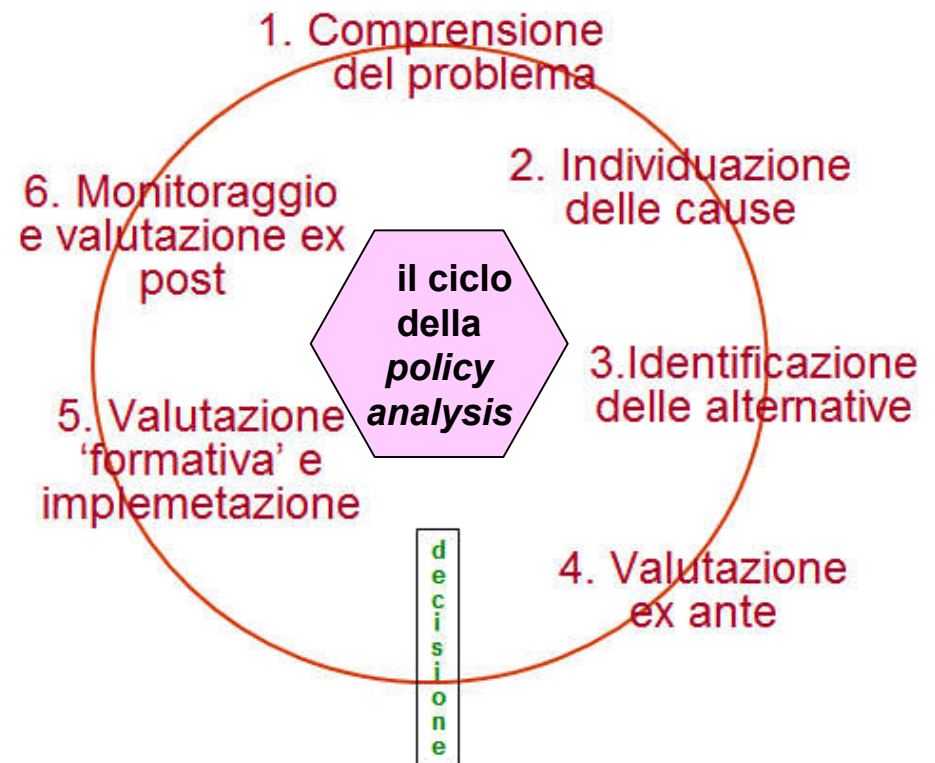 1. Comprensione
del problema
2. Individuazione
delle cause
3.Identificazione
delle alternative
4. Valutazione
ex ante
decisione
5. Valutazione
‘formativa’ e
implemetazione
6. Monitoraggio
e valutazione ex
post
il ciclo
della
policy
analysis